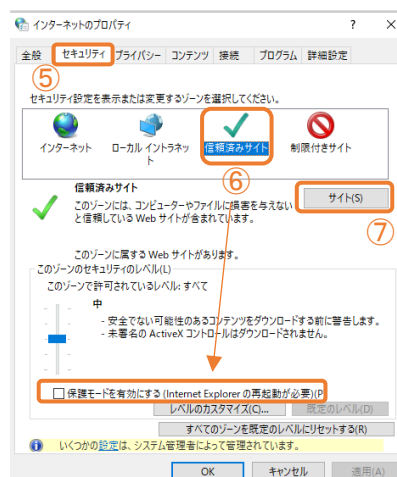 インターネットのプロパティ ? ×
全般 セキュリティ プライバシー コンテンツ 接続 プログラム 詳細設定
⑤
セキュリティ設定を表示または変更するゾーンを選択してください。
インターネット ローカル イントラネッ 信頼済みサイト 制限付きサイト
ト
⑥
信頼済みサイト
サイト(S)
このゾーンには、コンピューターやファイルに損害を与えない
と信頼している Web サイトが含まれています。
⑦
このゾーンに属する Web サイトがあります。
このゾーンのセキュリティのレベル(L)
このゾーンで許可されているレベル: すべて
中
- 安全でない可能性のあるコンテンツをダウンロードする前に警告します。
- 未署名の ActiveX コントロールはダウンロードされません。
保護モードを有効にする (Internet Explorer の再起動が必要)(P)
レベルのカスタマイズ(C)... 既定のレベル(D)
すべてのゾーンを既定のレベルにリセットする(R)
いくつかの設定は、システム管理者によって管理されています。
OK キャンセル 適用(A)